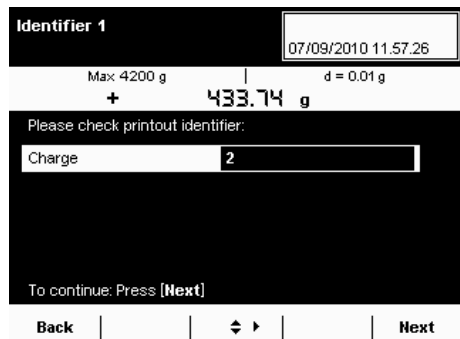 Identifier 1
07/09/2010 11.57.26
Max 4200 g d = 0.01 g
+ 433.74 g
Please check printout identifier:
Charge 2
To continue: Press [Next]
Back Next